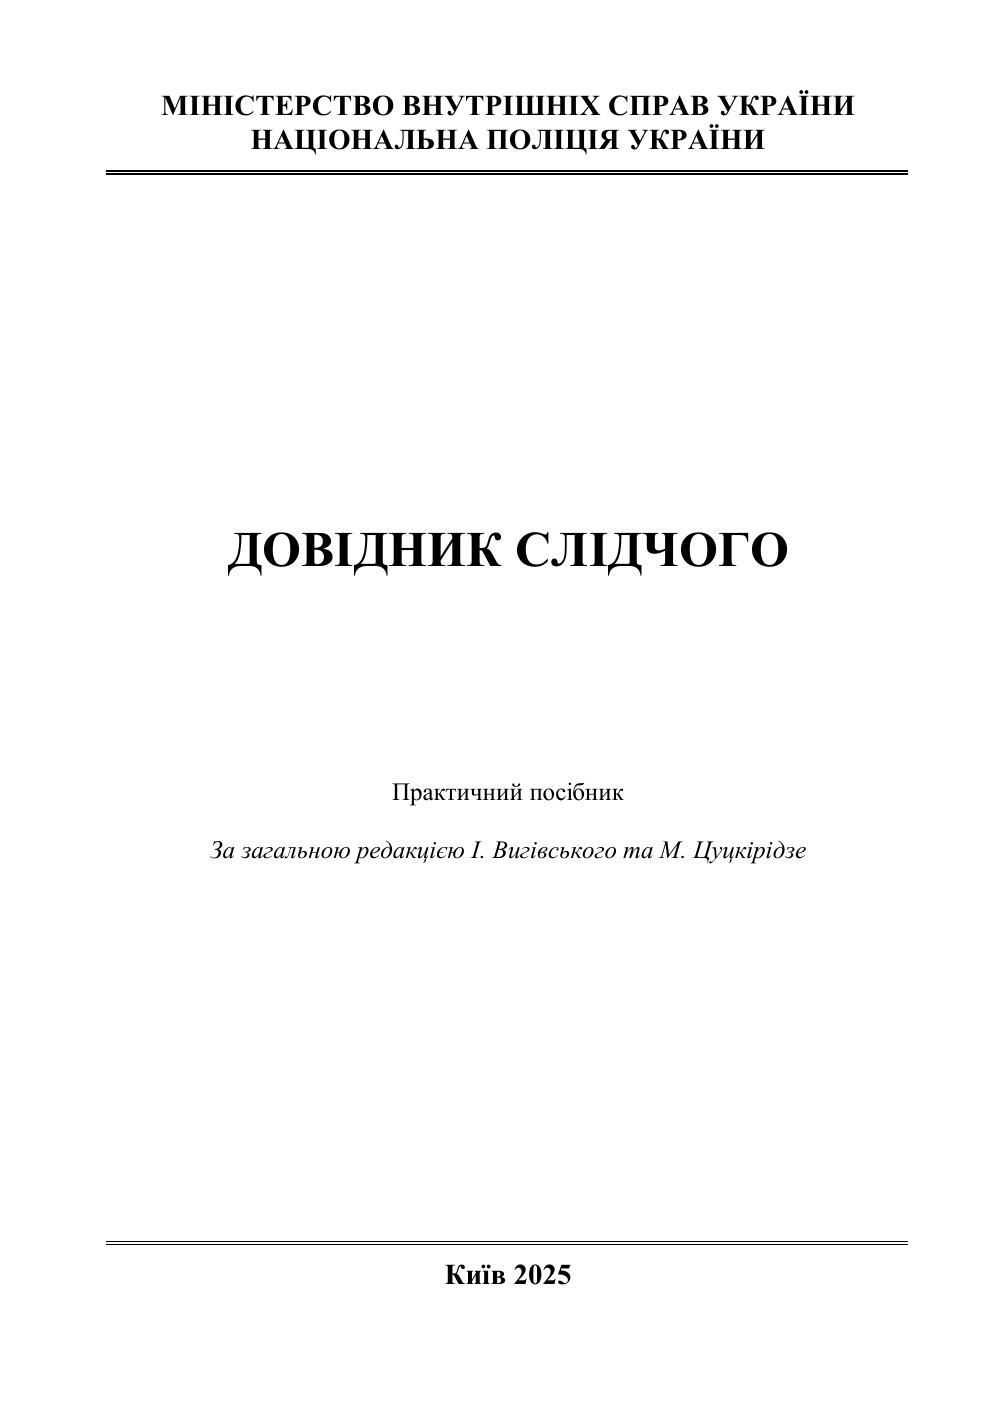 МІНІСТЕРСТВО ВНУТРІШНІХ СПРАВ УКРАЇНИ
НАЦІОНАЛЬНА ПОЛІЦІЯ УКРАЇНИ
ДОВІДНИК СЛІДЧОГО
Практичний посібник
За загальною редакцією І. Вигівського та М. Цуцкірідзе
Київ 2025